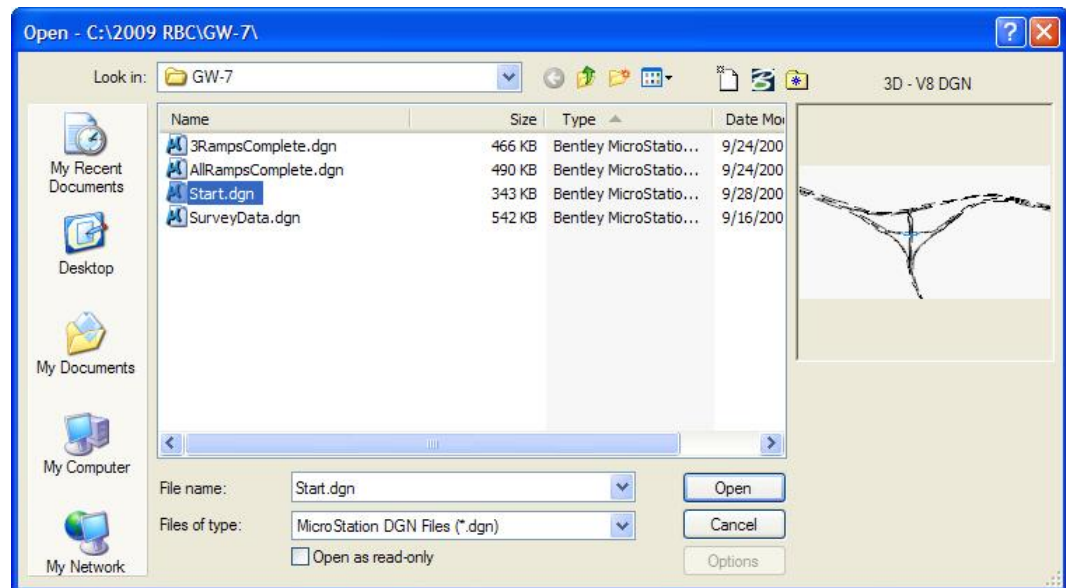 Open - C:\2009 RBC\GW-7\
Look in: GW-7
3D - V8 DGN
Name Size Type Date Mo
3RampsComplete.dgn 466 KB Bentley MicroStatio... 9/24/200
AllRampsComplete.dgn 490 KB Bentley MicroStatio... 9/24/200
Start.dgn 343 KB Bentley MicroStatio... 9/28/200
SurveyData.dgn 542 KB Bentley MicroStatio... 9/16/200
My Recent
Documents
Desktop
My Documents
My Computer
My Network
File name: Start.dgn Open
Files of type: MicroStation DGN Files (*.dgn) Cancel
Open as read-only Options